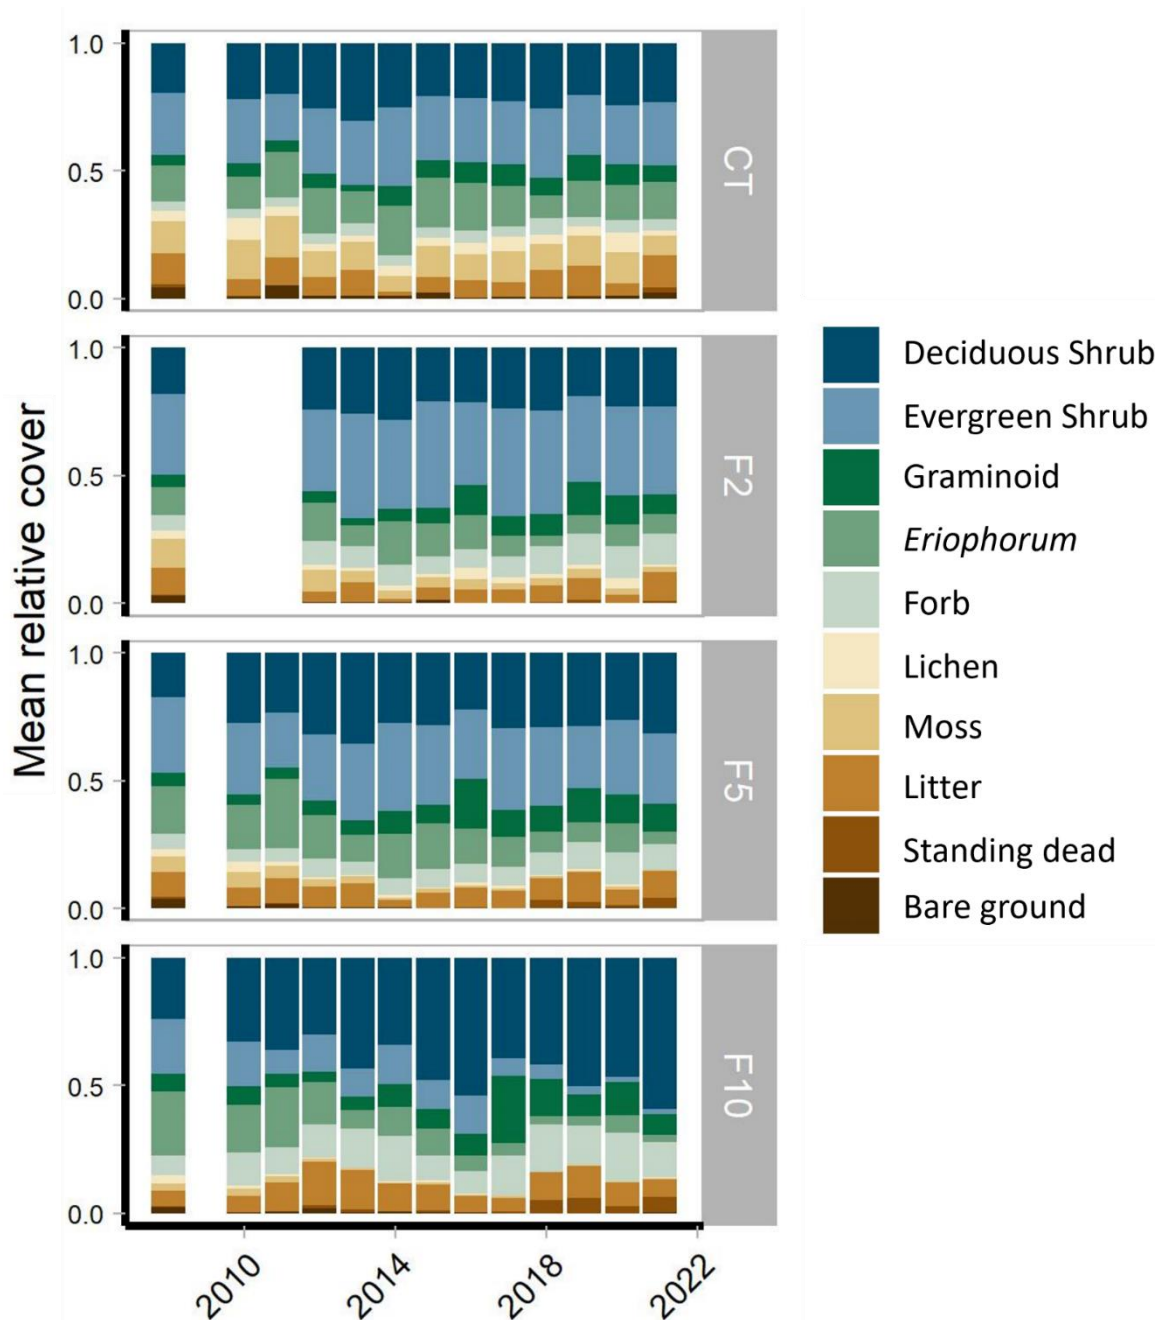 Mean relative cover
1.0
0.5
0.0
CT
1.0
0.5
0.0
F2
1.0
0.5
0.0
F5
1.0
0.5
0.0
F10
2010
2014
2018
2022
Deciduous Shrub
Evergreen Shrub
Graminoid
Eriophorum
Forb
Lichen
Moss
Litter
Standing dead
Bare ground